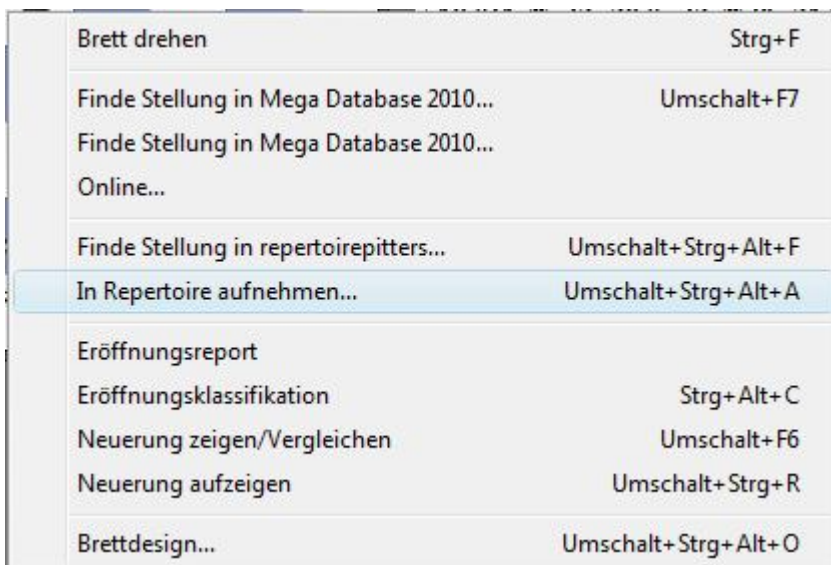 Brett drehen Strg+F
Finde Stellung in Mega Database 2010... Umschalt+F7
Finde Stellung in Mega Database 2010...
Online...
Finde Stellung in repertoirepitters... Umschalt+Strg+Alt+F
In Repertoire aufnehmen... Umschalt+Strg+Alt+A
Eröffnungsreport
Eröffnungsklassifikation Strg+Alt+C
Neuerung zeigen/Vergleichen Umschalt+F6
Neuerung aufzeigen Umschalt+Strg+R
Brettdesign... Umschalt+Strg+Alt+O